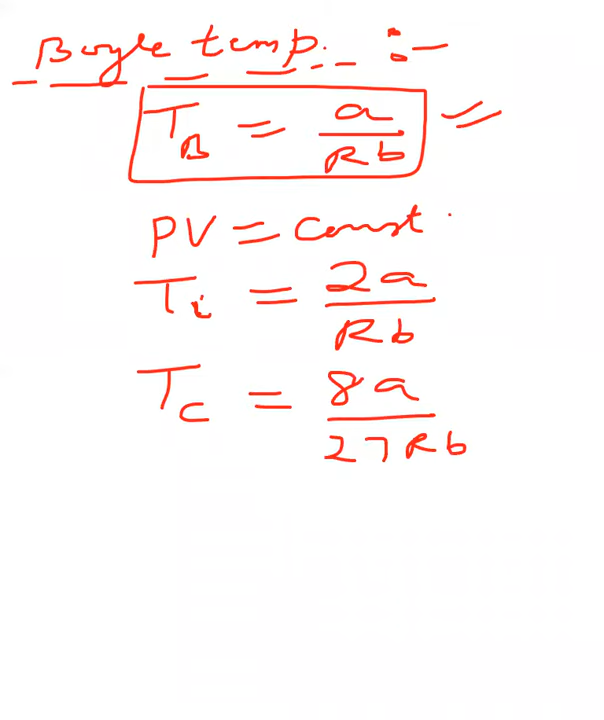 Boyle temp. :-
T_B = a/Rb
PV = Const.
T_i = 2a/Rb
T_c = 8a/27Rb